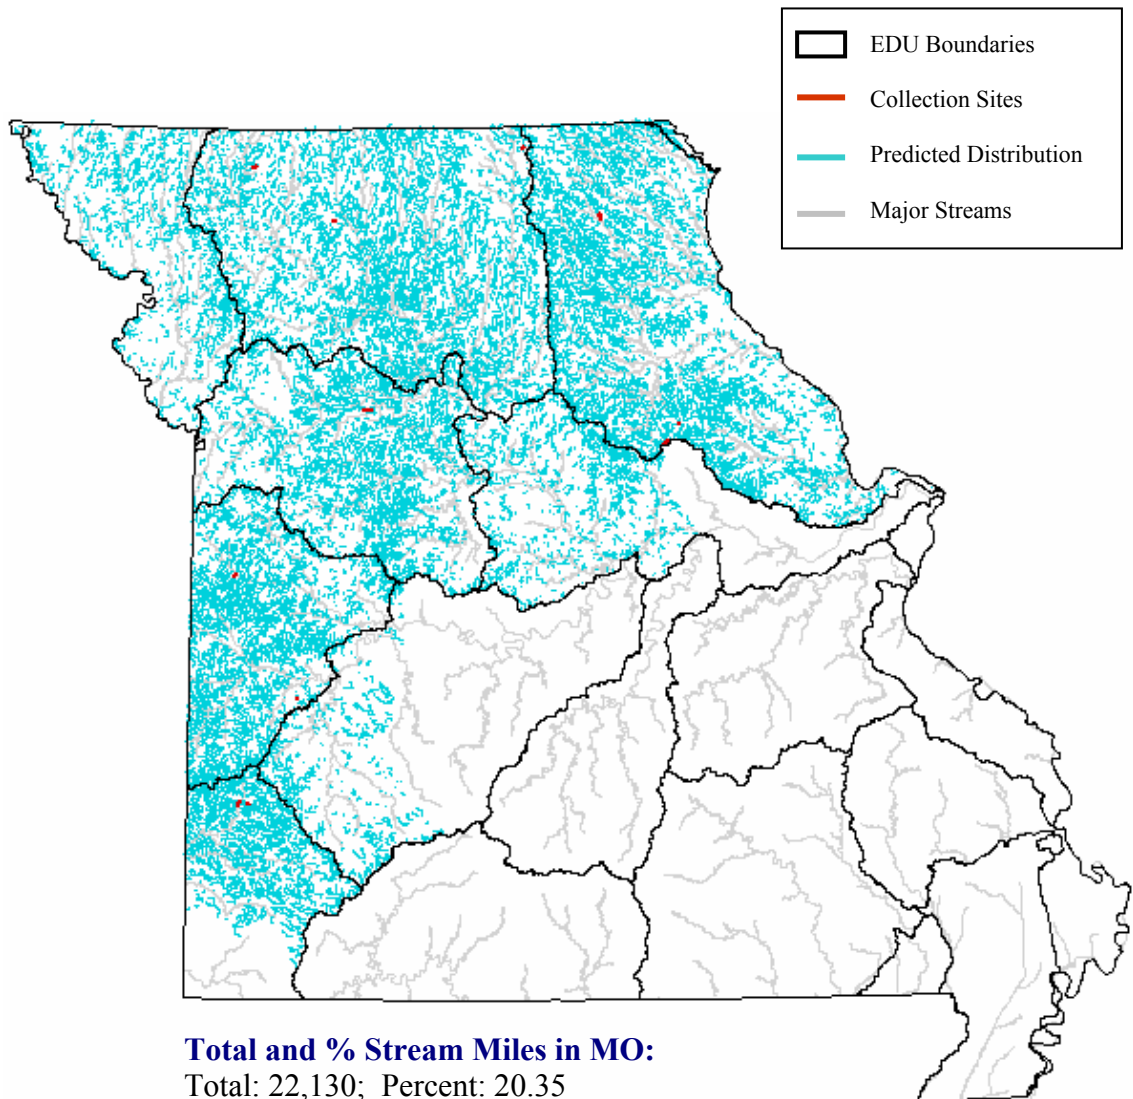 EDU Boundaries
Collection Sites
Predicted Distribution
Major Streams
Total and % Stream Miles in MO:
Total: 22,130; Percent: 20.35